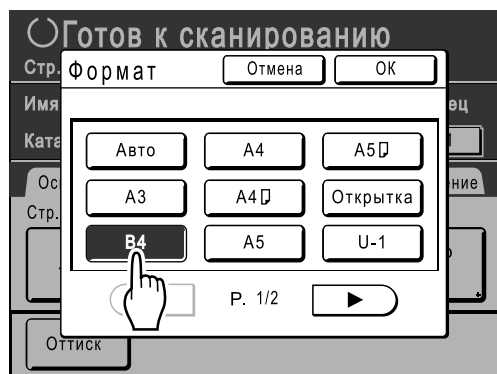 Готов к сканированию
Стр.
Формат
Отмена
ОК
Имя
ец
Ката
Авто
A4
A5
Ос
ние
A3
A4
Открытка
Стр.
B4
A5
U-1
P. 1/2
Оттиск